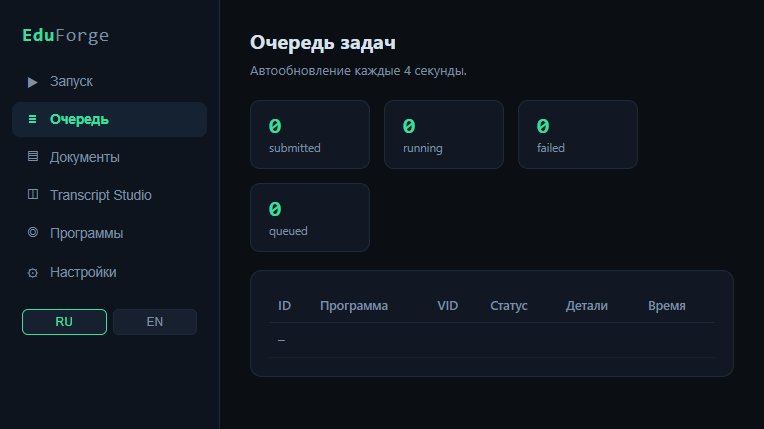 EduForge
Запуск
Очередь
Документы
Transcript Studio
Программы
Настройки
RU EN
Очередь задач
Автообновление каждые 4 секунды.
0 0 0
submitted running failed
0
queued
ID Программа VID Статус Детали Время
—